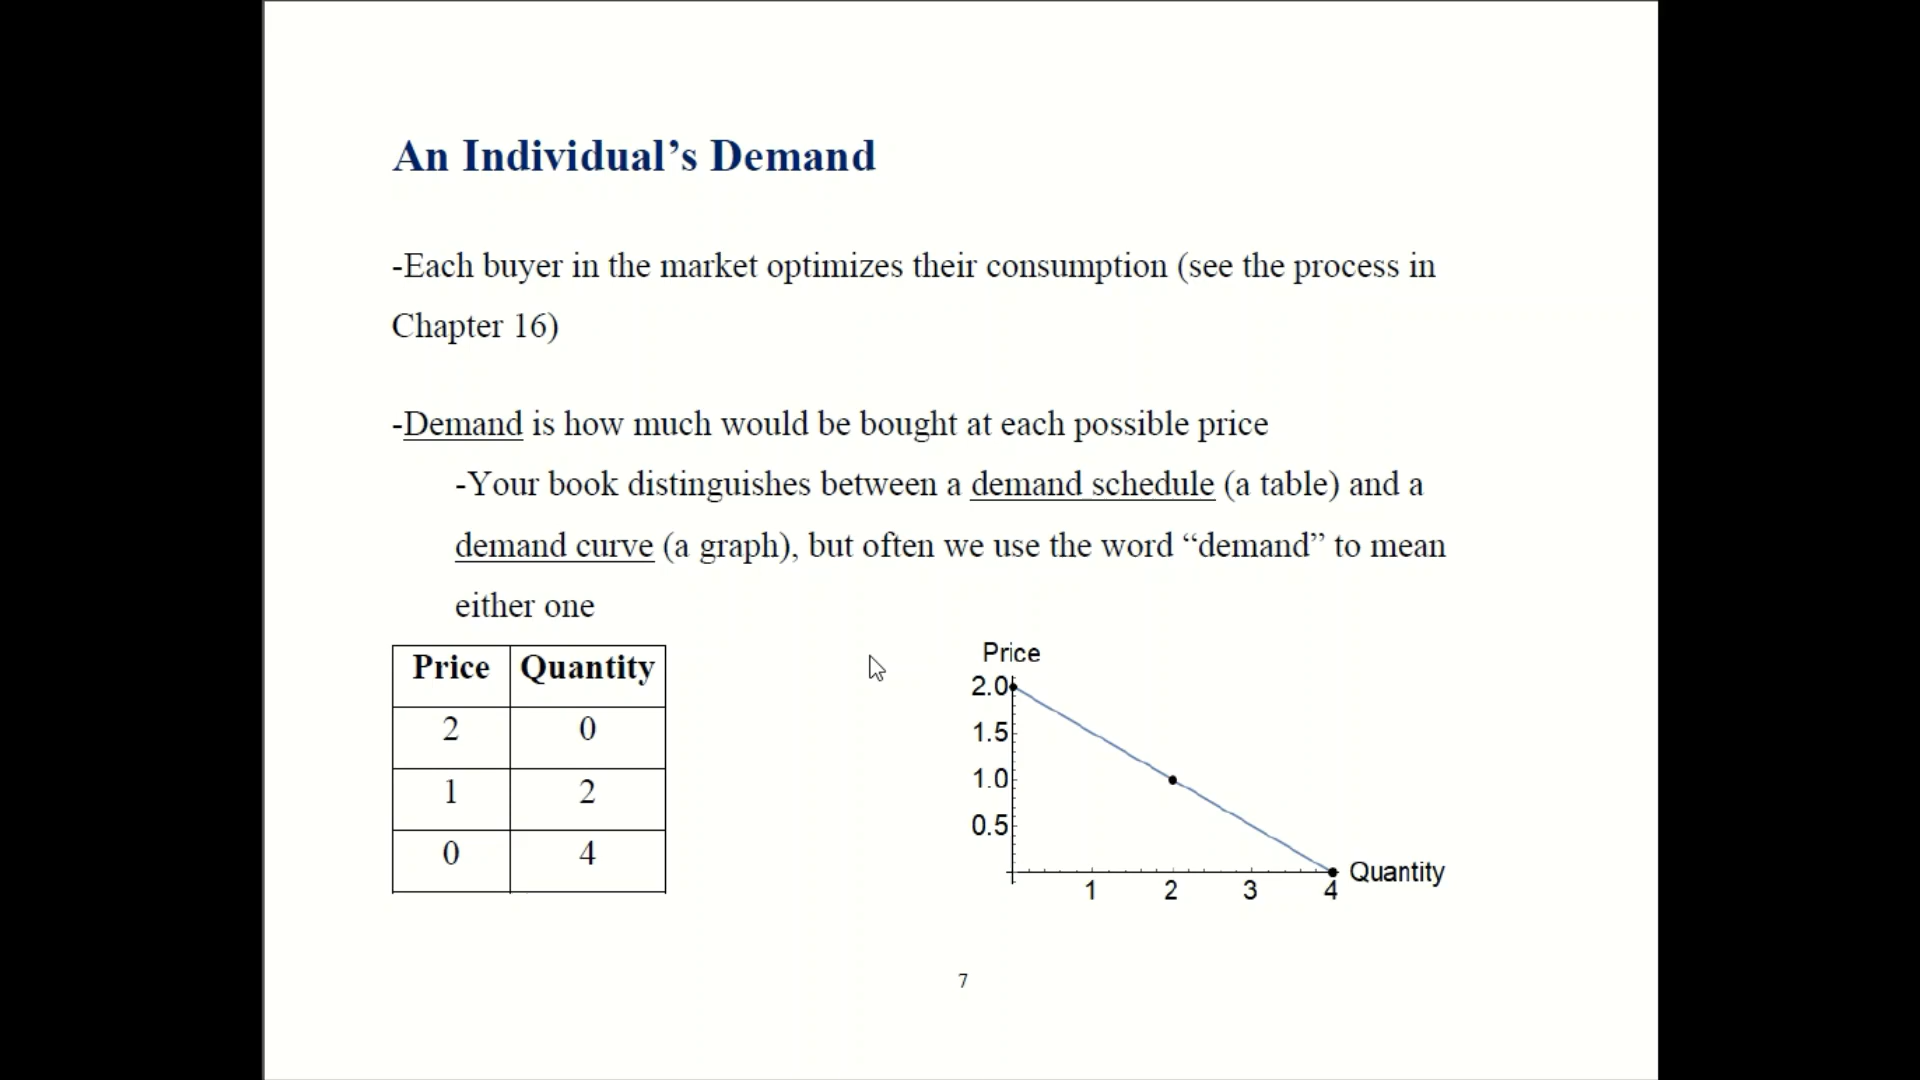 An Individual’s Demand
-Each buyer in the market optimizes their consumption (see the process in
Chapter 16)
-Demand is how much would be bought at each possible price
-Your book distinguishes between a demand schedule (a table) and a
demand curve (a graph), but often we use the word “demand” to mean
either one
Price Quantity
2 0
1 2
0 4
Price
2.0
1.5
1.0
0.5
Quantity
1 2 3 4
7